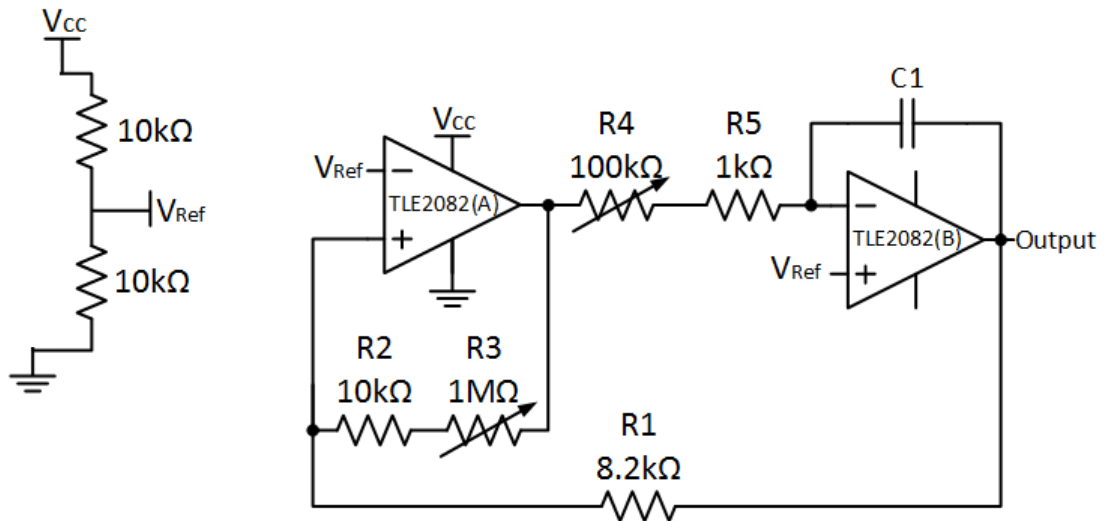 VCC
10kΩ
VRef
10kΩ
VCC
VRef
TLE2082(A)
R4
100kΩ
R5
1kΩ
C1
TLE2082(B)
VRef
Output
R2
10kΩ
R3
1MΩ
R1
8.2kΩ